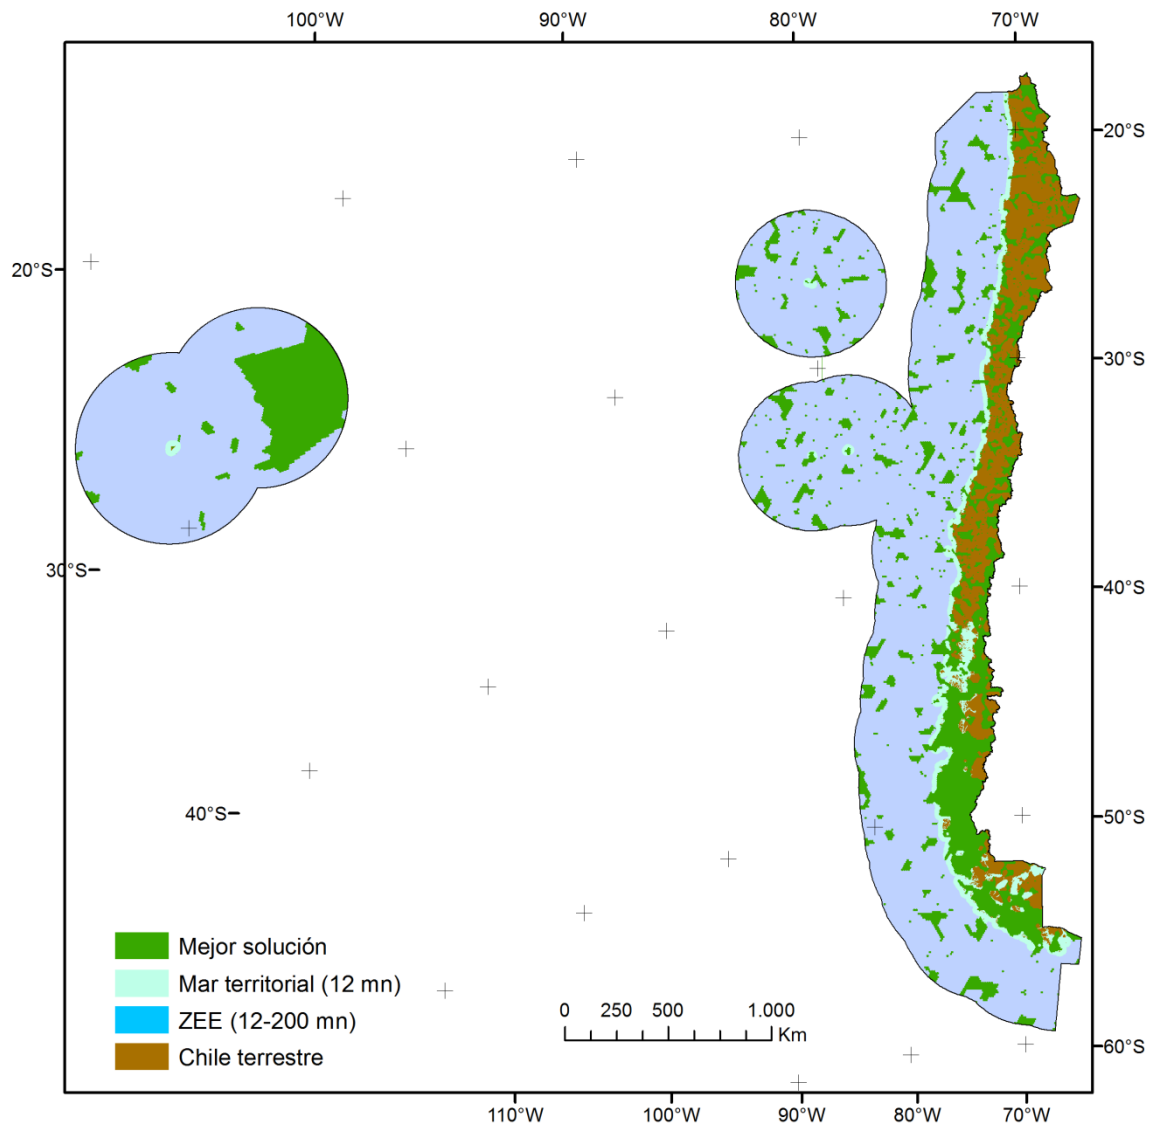 100°W 90°W 80°W 70°W
20°S
20°S
30°S
30°S
40°S
40°S
50°S
60°S
Mejor solución
Mar territorial (12 mn)
ZEE (12-200 mn)
Chile terrestre
0 250 500 1.000
Km
110°W 100°W 90°W 80°W 70°W